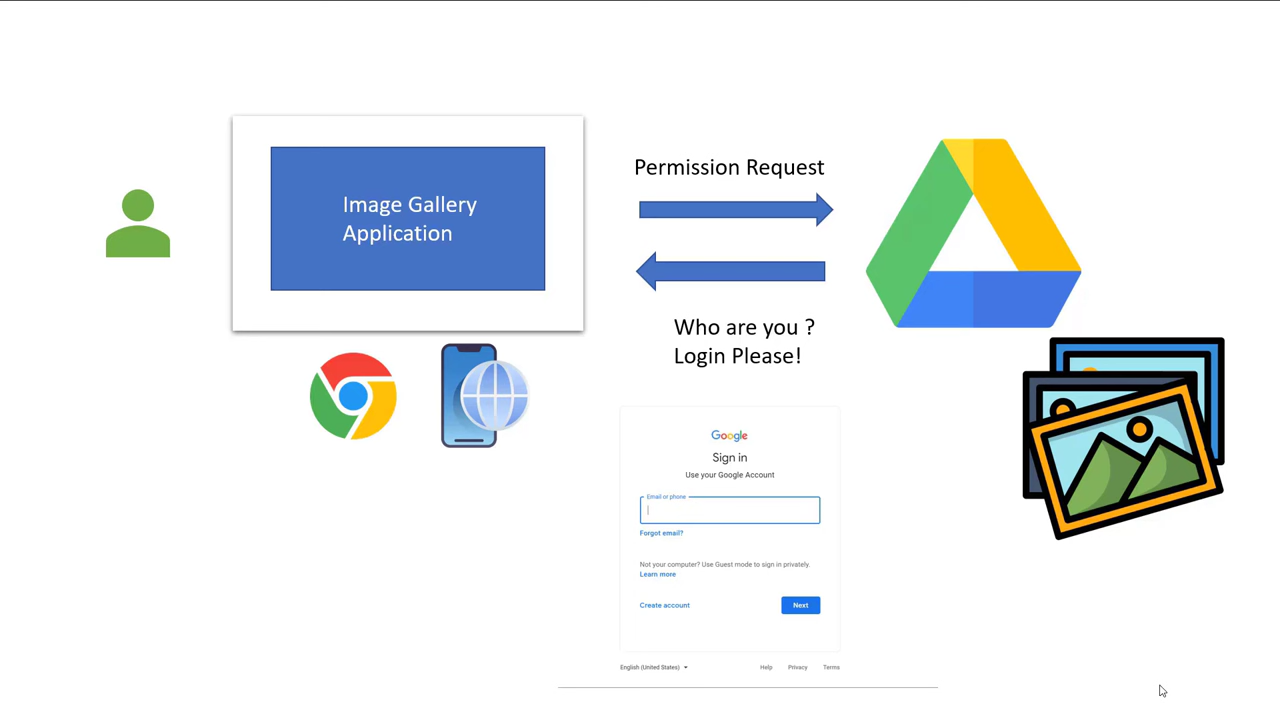 Permission Request
Image Gallery
Application
Who are you ?
Login Please!
Google
Sign in
Use your Google Account
Email or phone
Forgot email?
Not your computer? Use Guest mode to sign in privately.
Learn more
Create account
Next
English (United States)
Help
Privacy
Terms